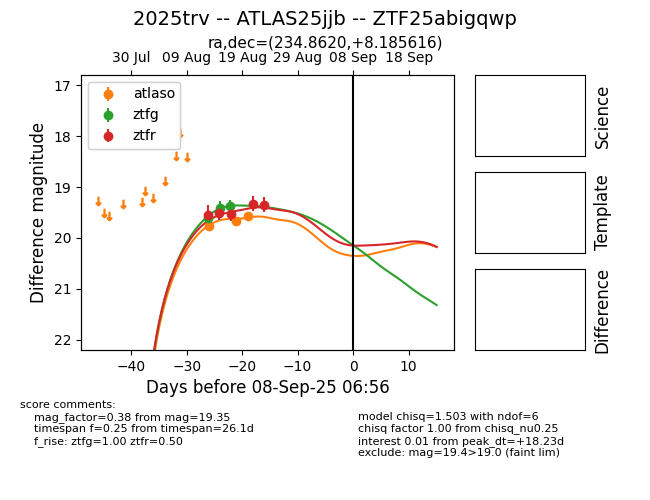 2025trv -- ATLAS25jjb -- ZTF25abigqwp
ra,dec=(234.8620,+8.185616)
30 Jul 09 Aug 19 Aug 29 Aug 08 Sep 18 Sep
17
18
19
20
21
22
Difference magnitude
atlaso
ztfg
ztfr
−40 −30 −20 −10 0 10
Days before 08-Sep-25 06:56
Science
Template
Difference
score comments:
mag_factor=0.38 from mag=19.35
timespan f=0.25 from timespan=26.1d
f_rise: ztfg=1.00 ztfr=0.50
model chisq=1.503 with ndof=6
chisq factor 1.00 from chisq_nu0.25
interest 0.01 from peak_dt=+18.23d
exclude: mag=19.4>19.0 (faint lim)